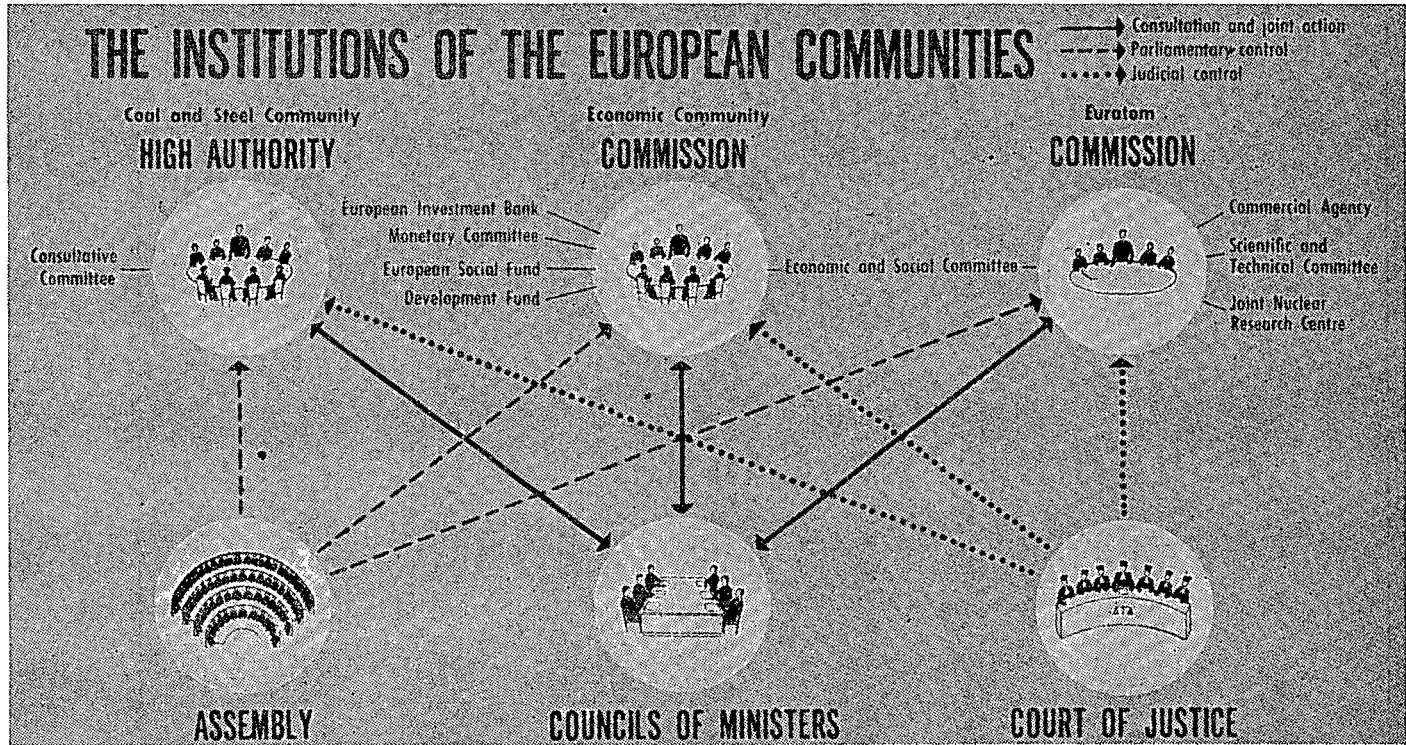 THE INSTITUTIONS OF THE EUROPEAN COMMUNITIES
Consultation and joint action
Parliamentary control
Judicial control
Coal and Steel Community
HIGH AUTHORITY
Economic Community
COMMISSION
Euratom
COMMISSION
Consultative
Committee
European Investment Bank
Monetary Committee
European Social Fund
Development Fund
Economic and Social Committee
Commercial Agency
Scientific and
Technical Committee
Joint Nuclear
Research Centre
ASSEMBLY
COUNCILS OF MINISTERS
COURT OF JUSTICE